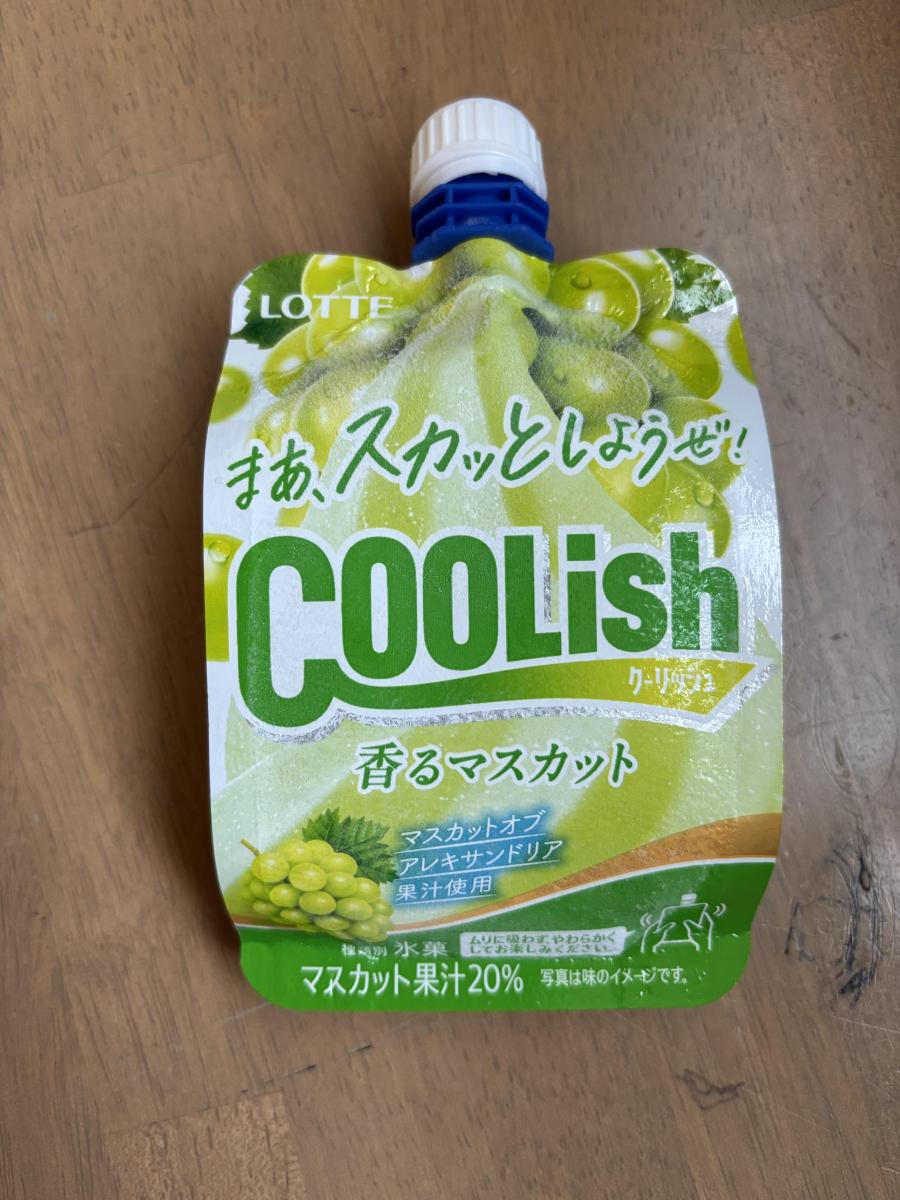 LOTTE
まあ、スカッとしようぜ!
COOLish
クーリッシュ
香るマスカット
マスカットオブ
アレキサンドリア
果汁使用
種類別 氷菓
ムリに吸わず、やわらかく
してお楽しみください。
マスカット果汁20% 写真は味のイメージです。